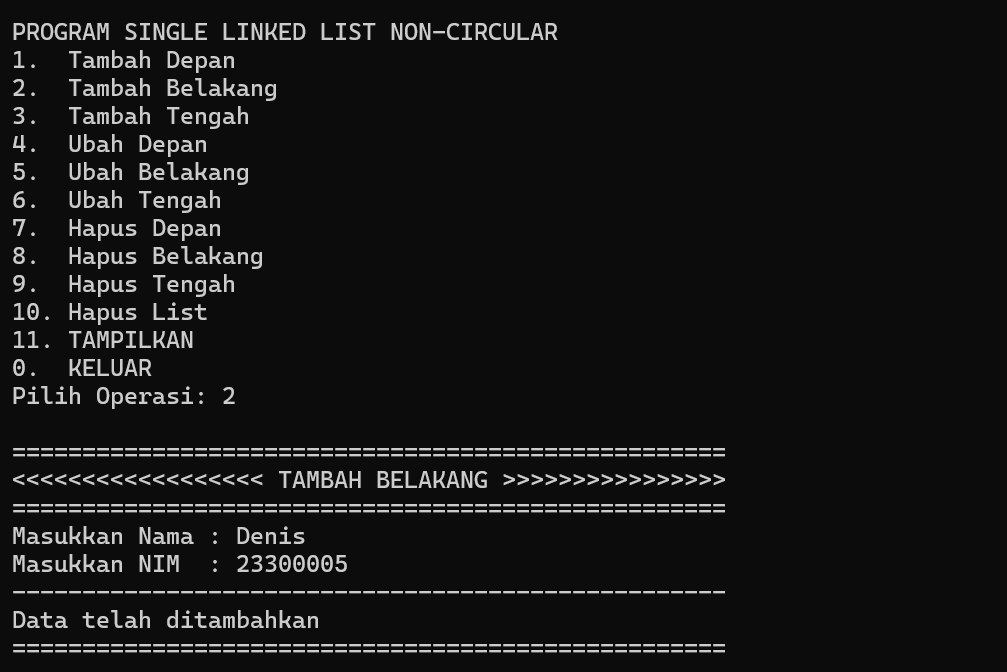 PROGRAM SINGLE LINKED LIST NON-CIRCULAR
1.  Tambah Depan
2.  Tambah Belakang
3.  Tambah Tengah
4.  Ubah Depan
5.  Ubah Belakang
6.  Ubah Tengah
7.  Hapus Depan
8.  Hapus Belakang
9.  Hapus Tengah
10. Hapus List
11. TAMPILKAN
0.  KELUAR
Pilih Operasi: 2
===================================================
<<<<<<<<<<<<<<<<<< TAMBAH BELAKANG >>>>>>>>>>>>>>>>
===================================================
Masukkan Nama : Denis
Masukkan NIM  : 23300005
---------------------------------------------------
Data telah ditambahkan
===================================================